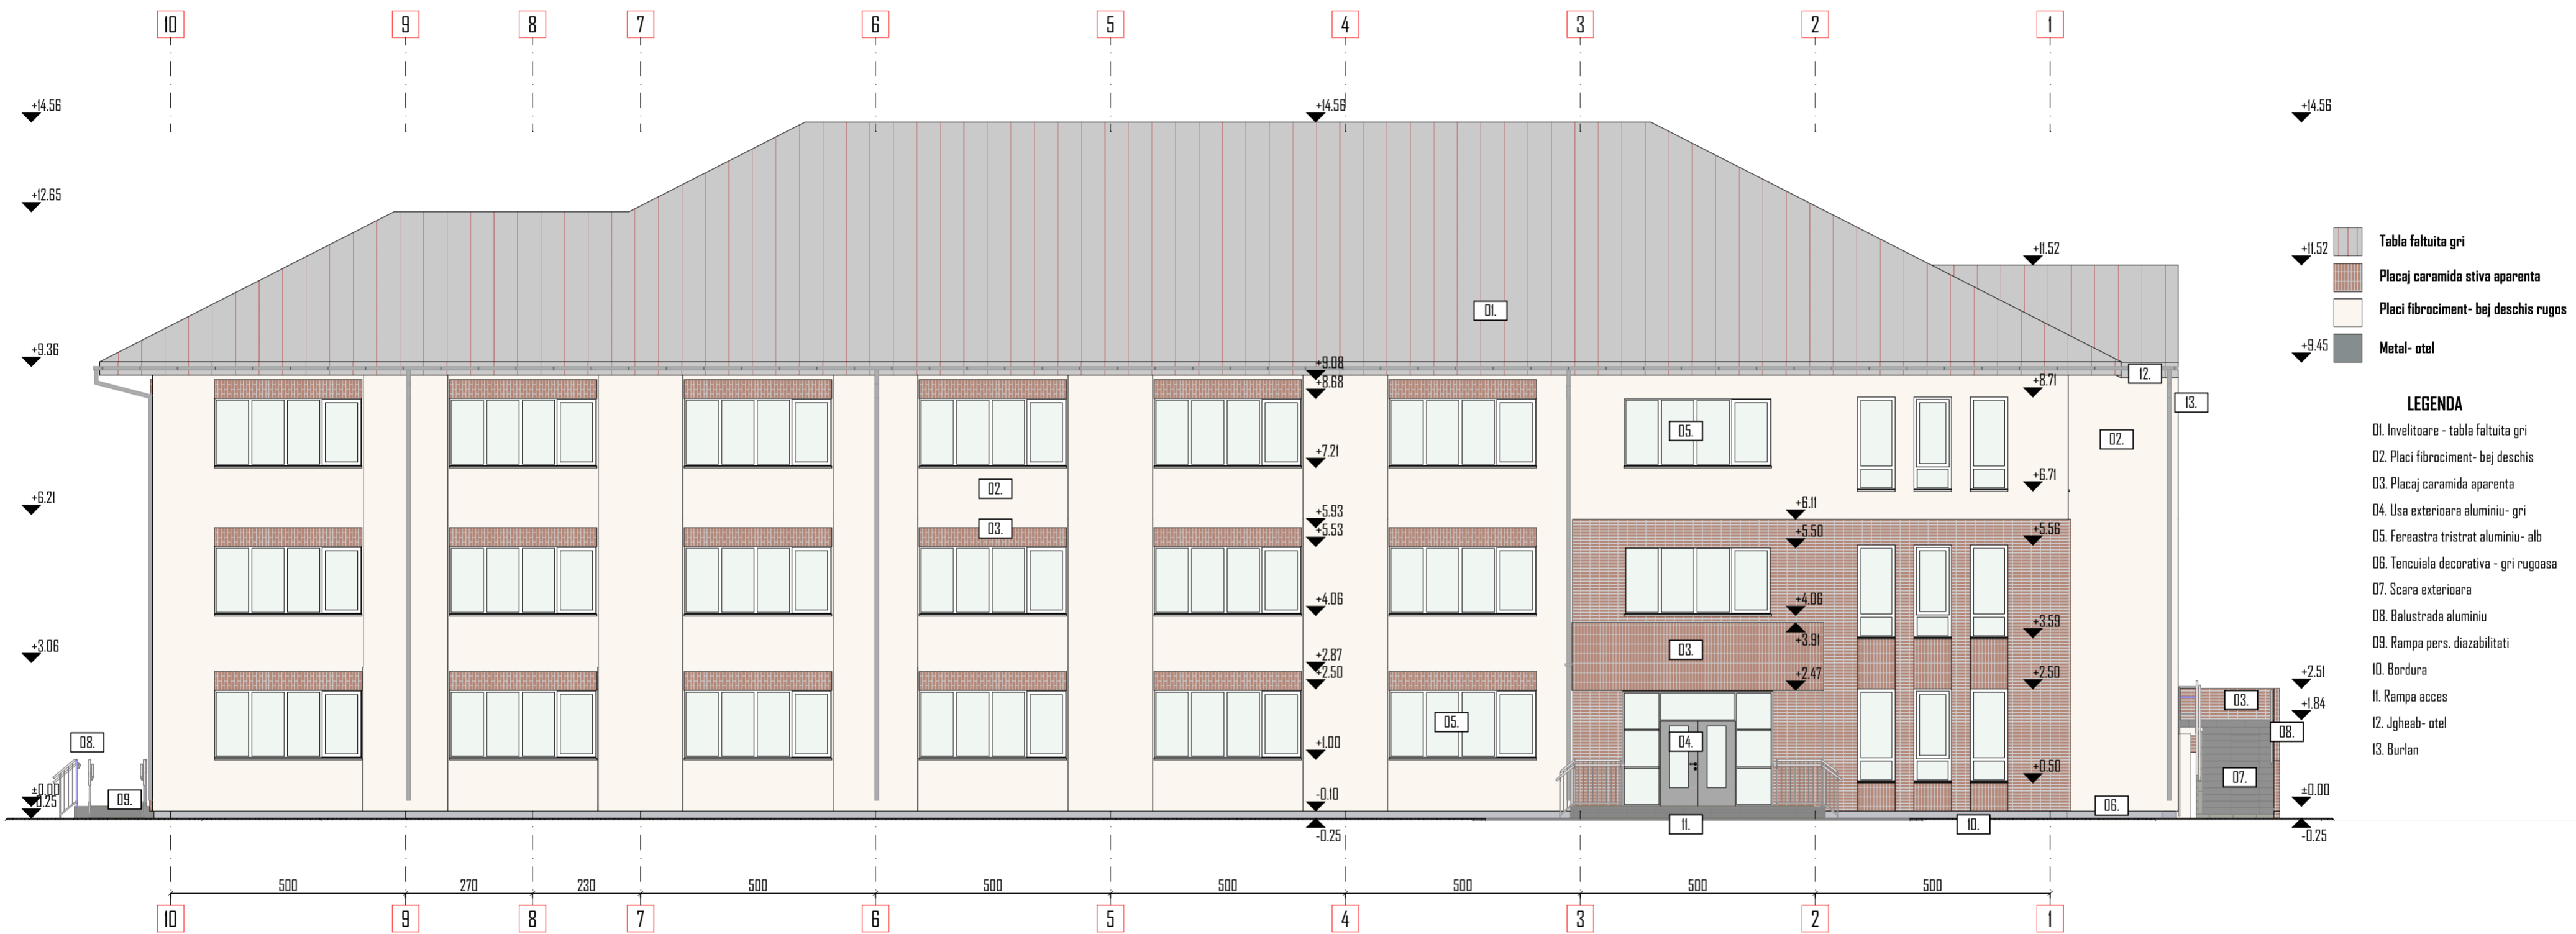 10 9 8 7 6 5 4 3 2 1
+14.56 +14.56 +14.56
+12.65
+11.52 +11.52
Tabla faltuita gri
Placaj caramida stiva aparenta
01.
Placi fibrociment- bej deschis rugos
+9.36 +9.08 +9.45
Metal- otel
12.
+8.68 +8.71
13.
LEGENDA
05. 02.
01. Invelitoare - tabla faltuita gri
+7.21
02. Placi fibrociment- bej deschis
02. +6.71
03. Placaj caramida aparenta
+6.21 +6.11
04. Usa exterioara aluminiu- gri
+5.93
03. +5.53 +5.50 +5.56
05. Fereastra tristrat aluminiu- alb
06. Tencuiala decorativa - gri rugoasa
07. Scara exterioara
+4.06 +4.06
08. Balustrada aluminiu
+3.59
+3.06 +3.91
09. Rampa pers. diazabilitati
03.
+2.87
+2.50 +2.47 +2.50 +2.51
10. Bordura
11. Rampa acces
03. +1.84
05.
12. Jgheab- otel
08. 04. 08.
+1.00
13. Burlan
07.
+0.50
±0.00 ±0.00
-0.25 09. -0.10 06.
11. 10.
-0.25 -0.25
500 270 230 500 500 500 500 500 500
10 9 8 7 6 5 4 3 2 1